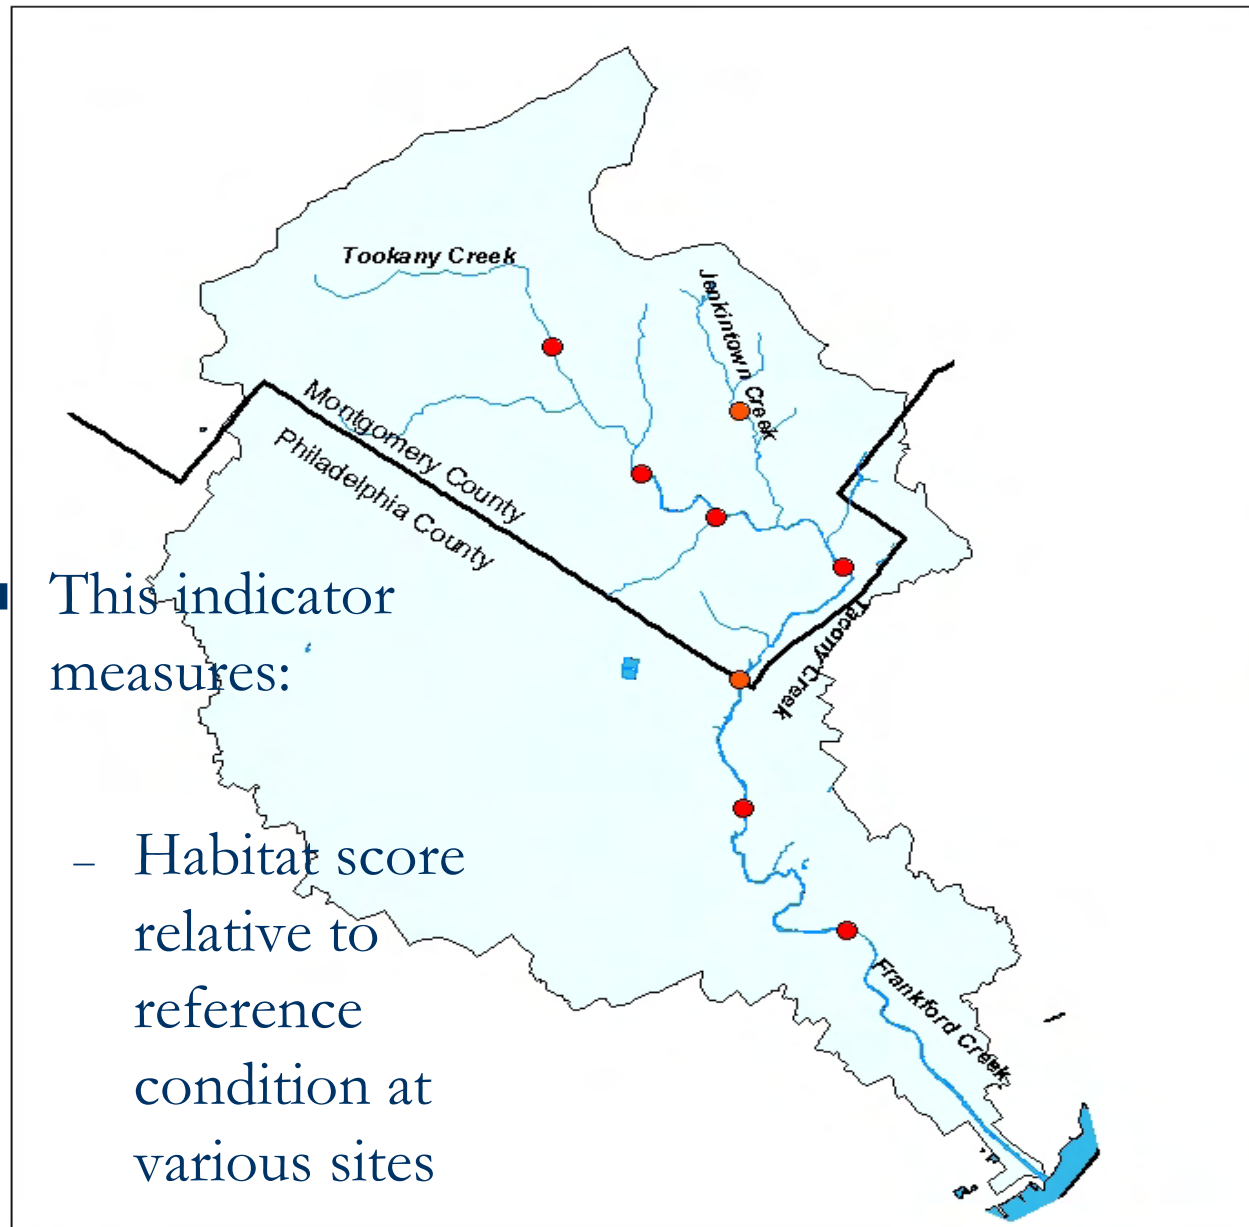 Tookany Creek
Jenkintown Creek
Montgomery County
Philadelphia County
Tacony Creek
Frankford Creek
This indicator
measures:
– Habitat score
relative to
reference
condition at
various sites